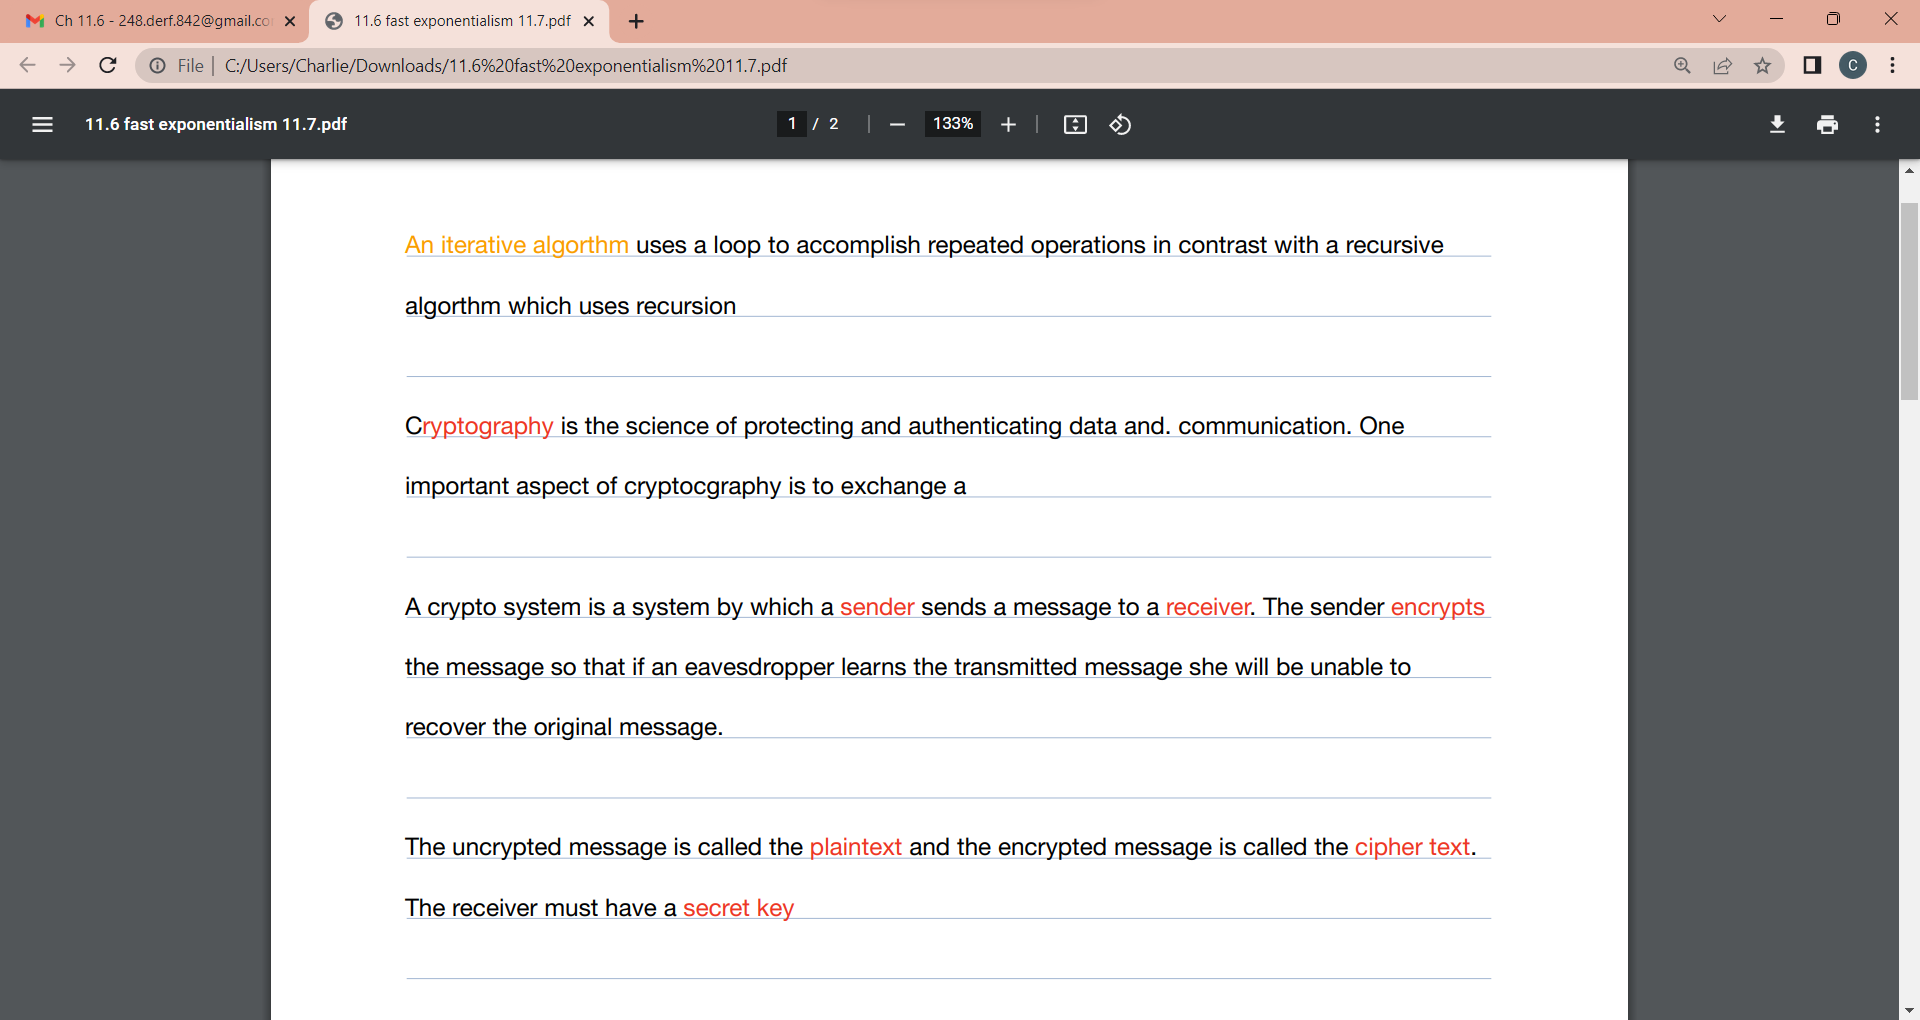 Ch 11.6 - 248.derf.842@gmail.co
11.6 fast exponentialism 11.7.pdf
File
C:/Users/Charlie/Downloads/11.6%20fast%20exponentialism%2011.7.pdf
C
11.6 fast exponentialism 11.7.pdf
1 / 2
133%
An iterative algorthm uses a loop to accomplish repeated operations in contrast with a recursive
algorthm which uses recursion
Cryptography is the science of protecting and authenticating data and. communication. One
important aspect of cryptocgraphy is to exchange a
A crypto system is a system by which a sender sends a message to a receiver. The sender encrypts
the message so that if an eavesdropper learns the transmitted message she will be unable to
recover the original message.
The uncrypted message is called the plaintext and the encrypted message is called the cipher text.
The receiver must have a secret key